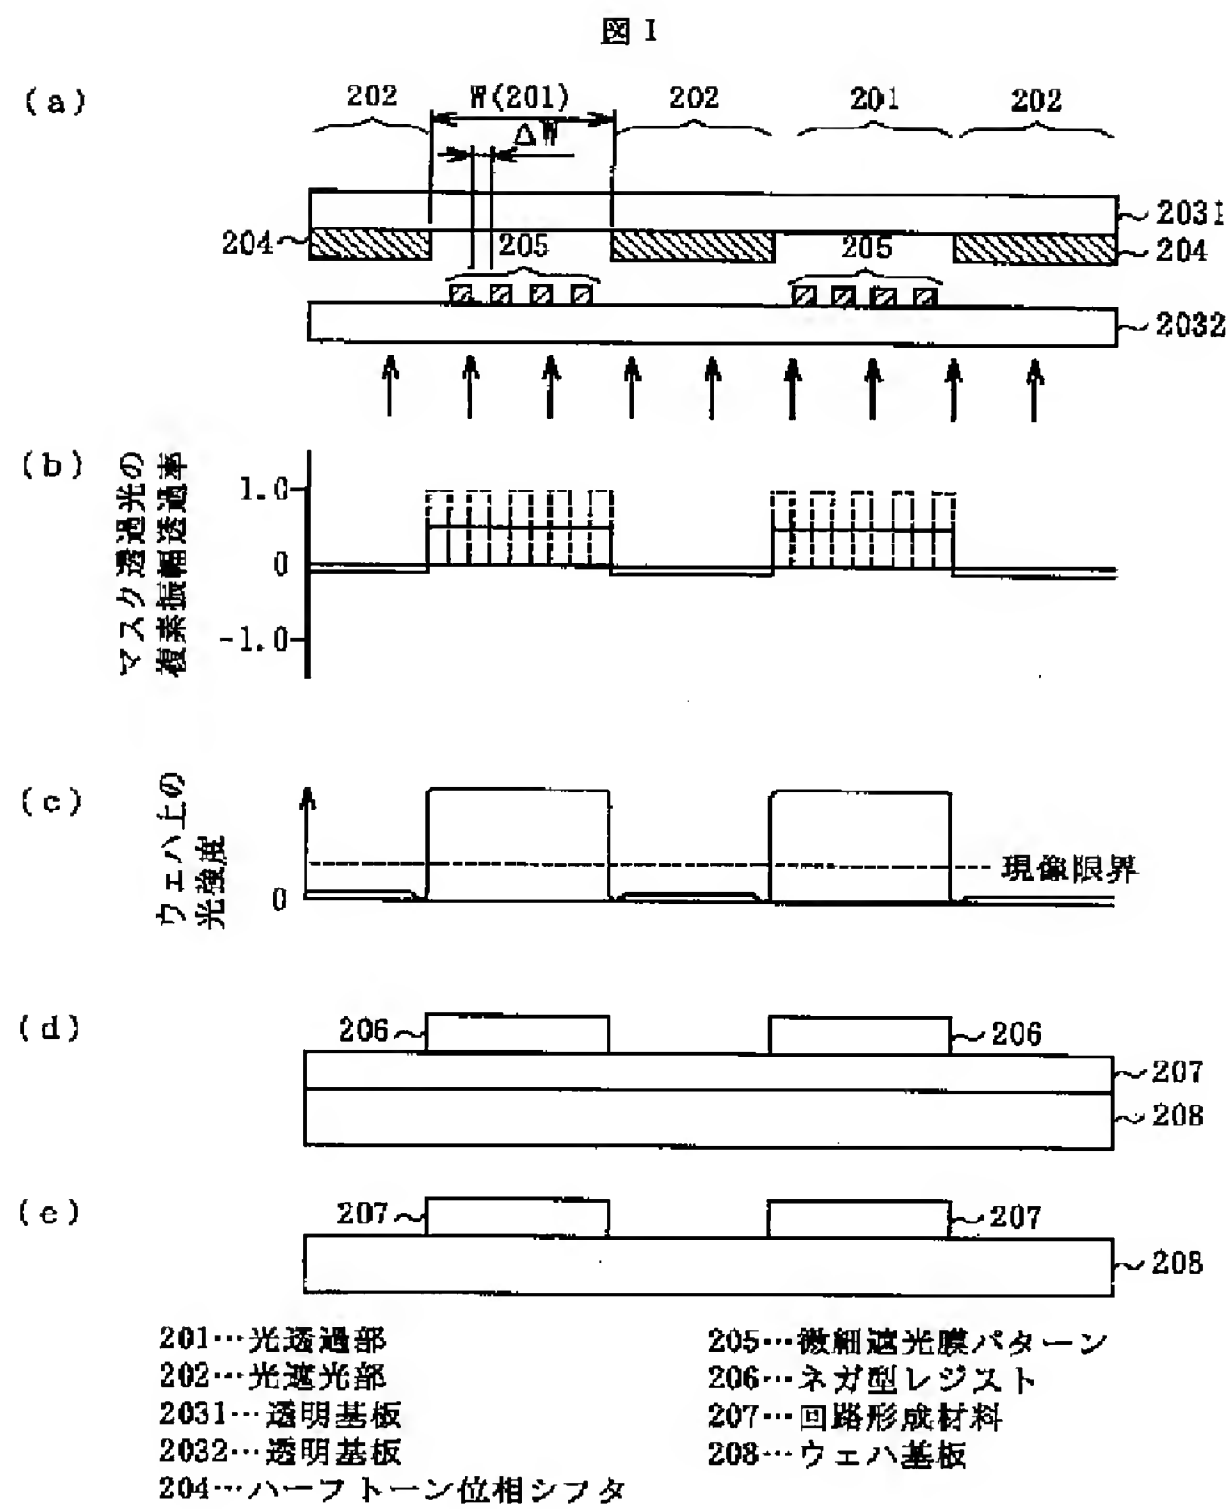 図1
(a)
202 W(201) 202 201 202
ΔW
2031
204 205 205 204
2032
(b)
マスク透過光の
複素振幅透過率
1.0
0
-1.0
(c)
ウェハ上の
光強度
現像限界
0
(d)
206 206
207
208
(e)
207 207
208
201…光透過部
202…光遮光部
2031…透明基板
2032…透明基板
204…ハーフトーン位相シフタ
205…微細遮光膜パターン
206…ネガ型レジスト
207…回路形成材料
208…ウェハ基板